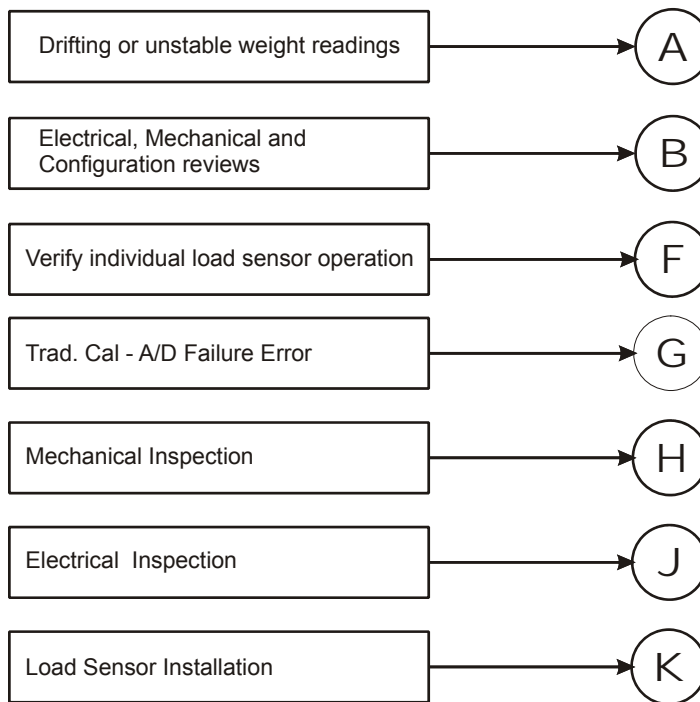 Drifting or unstable weight readings
A
Electrical, Mechanical and
Configuration reviews
B
Verify individual load sensor operation
F
Trad. Cal - A/D Failure Error
G
Mechanical Inspection
H
Electrical Inspection
J
Load Sensor Installation
K